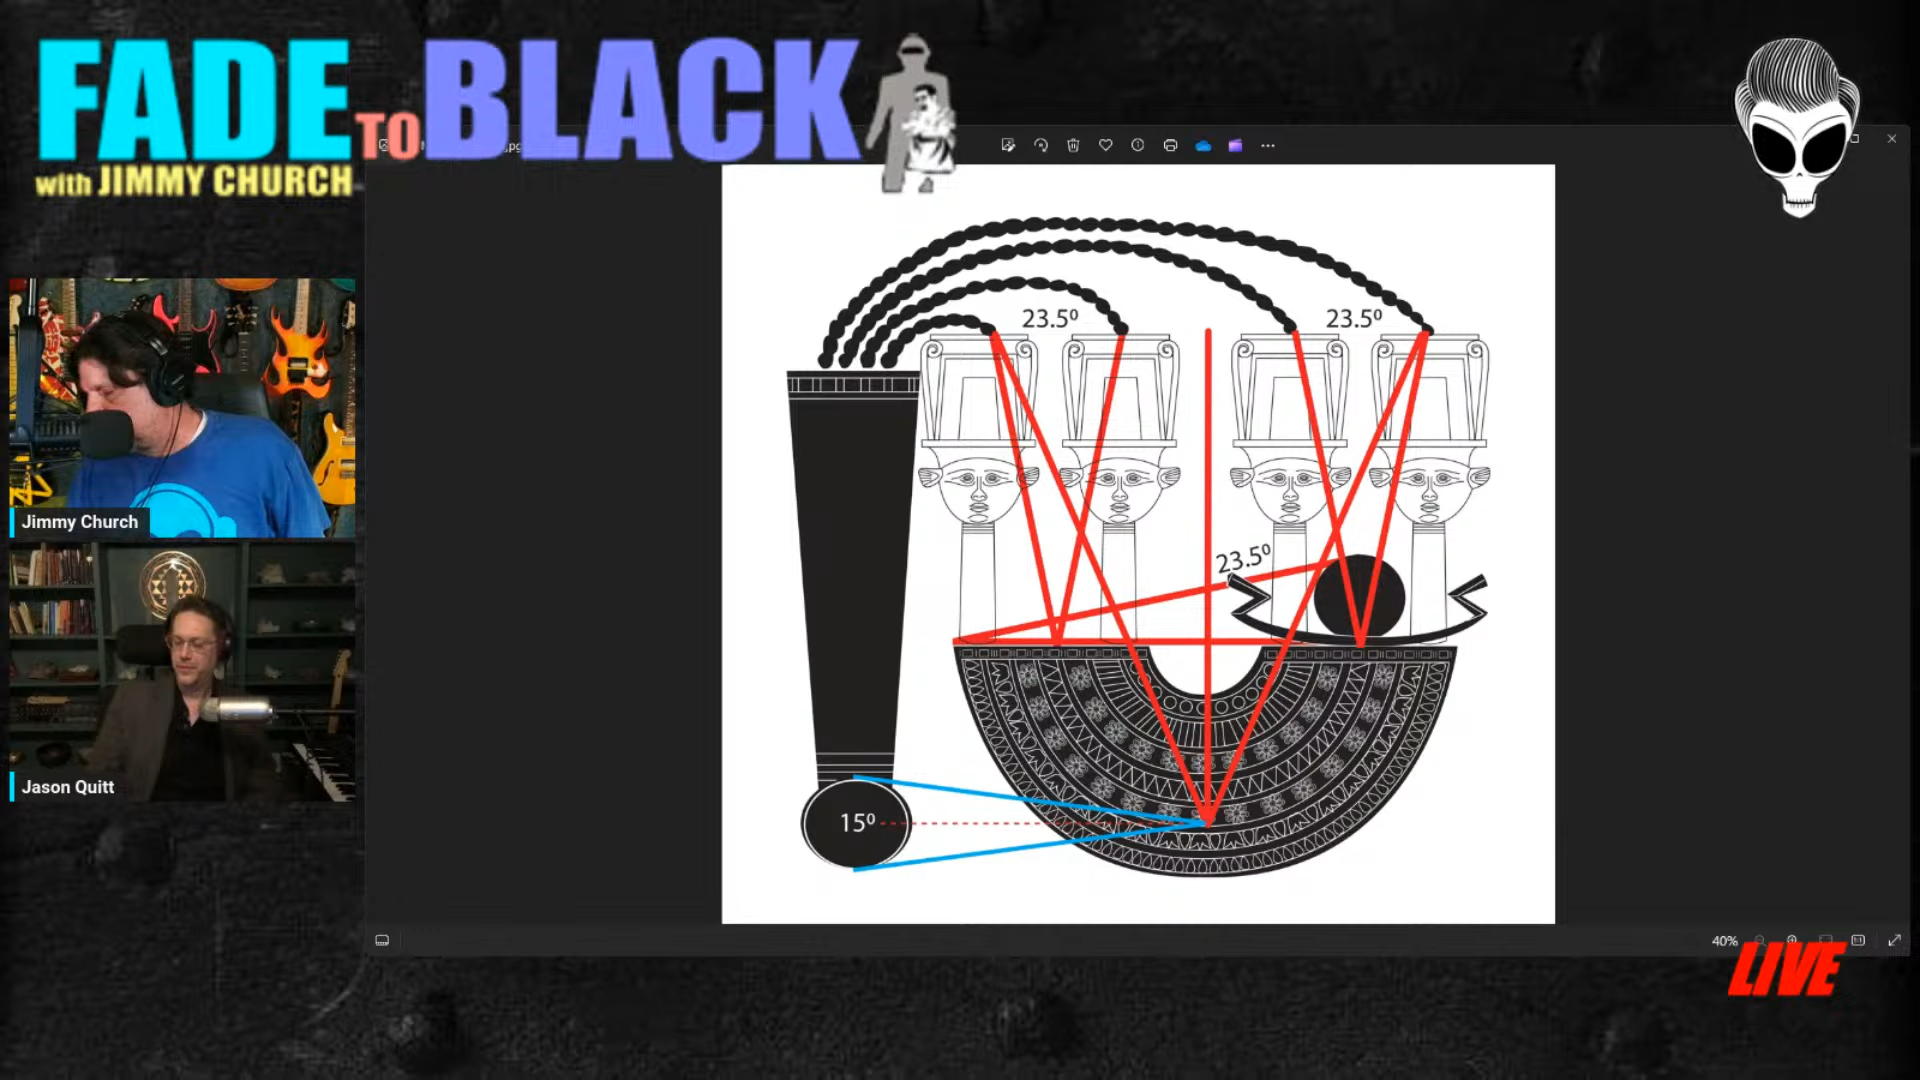 FADE TO BLACK
with JIMMY CHURCH
.jpg
23.5º
23.5º
23.5º
15º
Jimmy Church
Jason Quitt
40%
LIVE